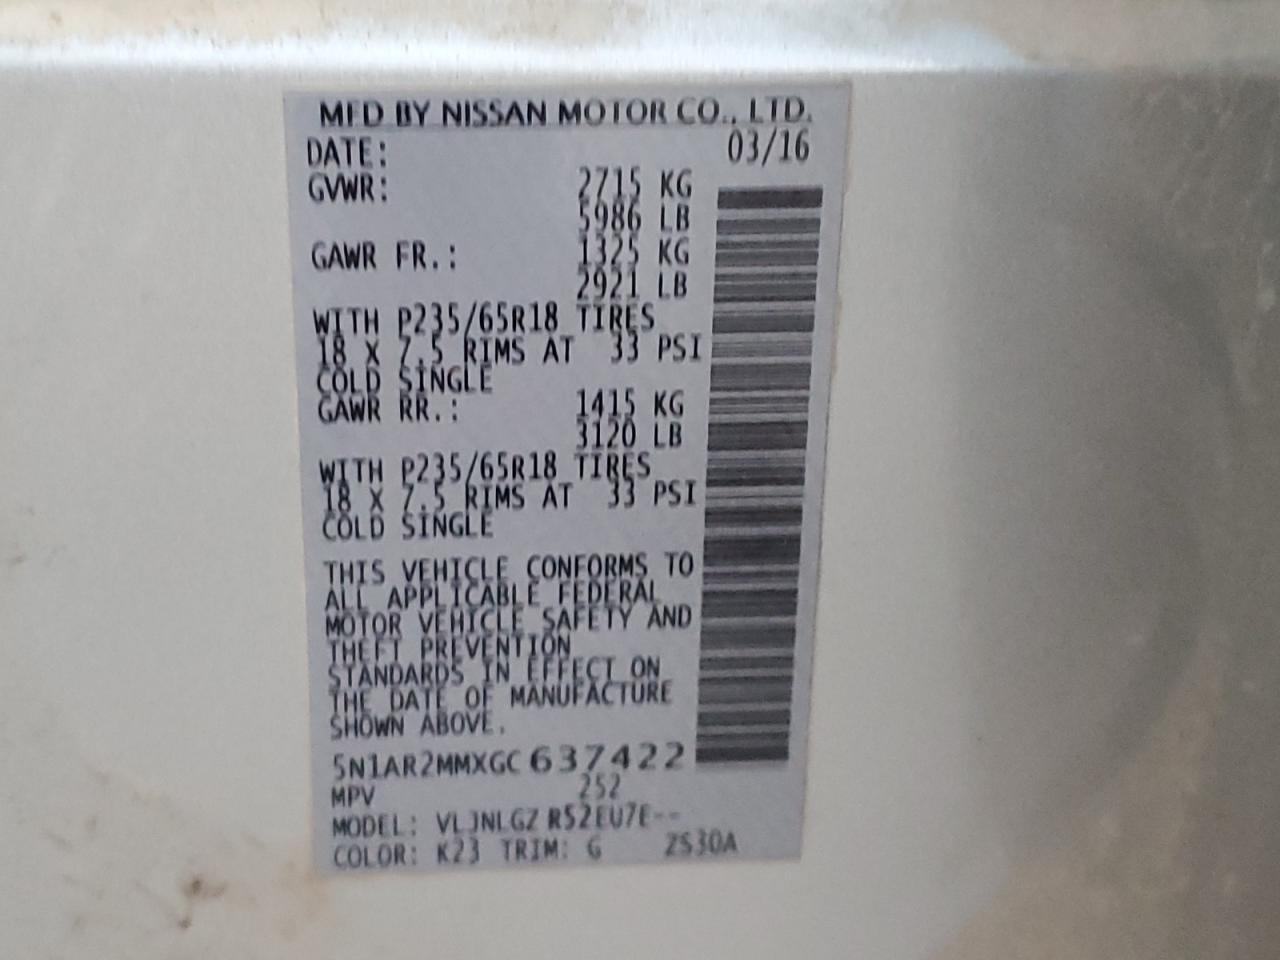 MFD BY NISSAN MOTOR CO., LTD.
DATE: 03/16
GVWR: 2715 KG
5986 LB
GAWR FR.: 1325 KG
2921 LB
WITH P235/65R18 TIRES
18 X 7.5 RIMS AT 33 PSI
COLD SINGLE
GAWR RR.: 1415 KG
3120 LB
WITH P235/65R18 TIRES
18 X 7.5 RIMS AT 33 PSI
COLD SINGLE
THIS VEHICLE CONFORMS TO
ALL APPLICABLE FEDERAL
MOTOR VEHICLE SAFETY AND
THEFT PREVENTION
STANDARDS IN EFFECT ON
THE DATE OF MANUFACTURE
SHOWN ABOVE.
5N1AR2MMXGC637422
MPV 252
MODEL: VLJNLGZ R52EU7E--
COLOR: K23 TRIM: G ZS30A